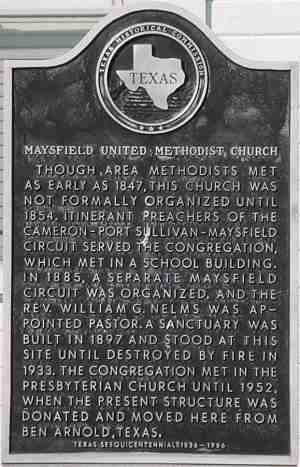 TEXAS HISTORICAL COMMISSION
TEXAS
MAYSFIELD UNITED METHODIST CHURCH
THOUGH AREA METHODISTS MET
AS EARLY AS 1847, THIS CHURCH WAS
NOT FORMALLY ORGANIZED UNTIL
1854. ITINERANT PREACHERS OF THE
CAMERON-PORT SULLIVAN-MAYSFIELD
CIRCUIT SERVED THE CONGREGATION,
WHICH MET IN A SCHOOL BUILDING.
IN 1885, A SEPARATE MAYSFIELD
CIRCUIT WAS ORGANIZED, AND THE
REV. WILLIAM G. NELMS WAS AP-
POINTED PASTOR. A SANCTUARY WAS
BUILT IN 1897 AND STOOD AT THIS
SITE UNTIL DESTROYED BY FIRE IN
1933. THE CONGREGATION MET IN THE
PRESBYTERIAN CHURCH UNTIL 1952,
WHEN THE PRESENT STRUCTURE WAS
DONATED AND MOVED HERE FROM
BEN ARNOLD, TEXAS.
TEXAS SESQUICENTENNIAL 1836-1986